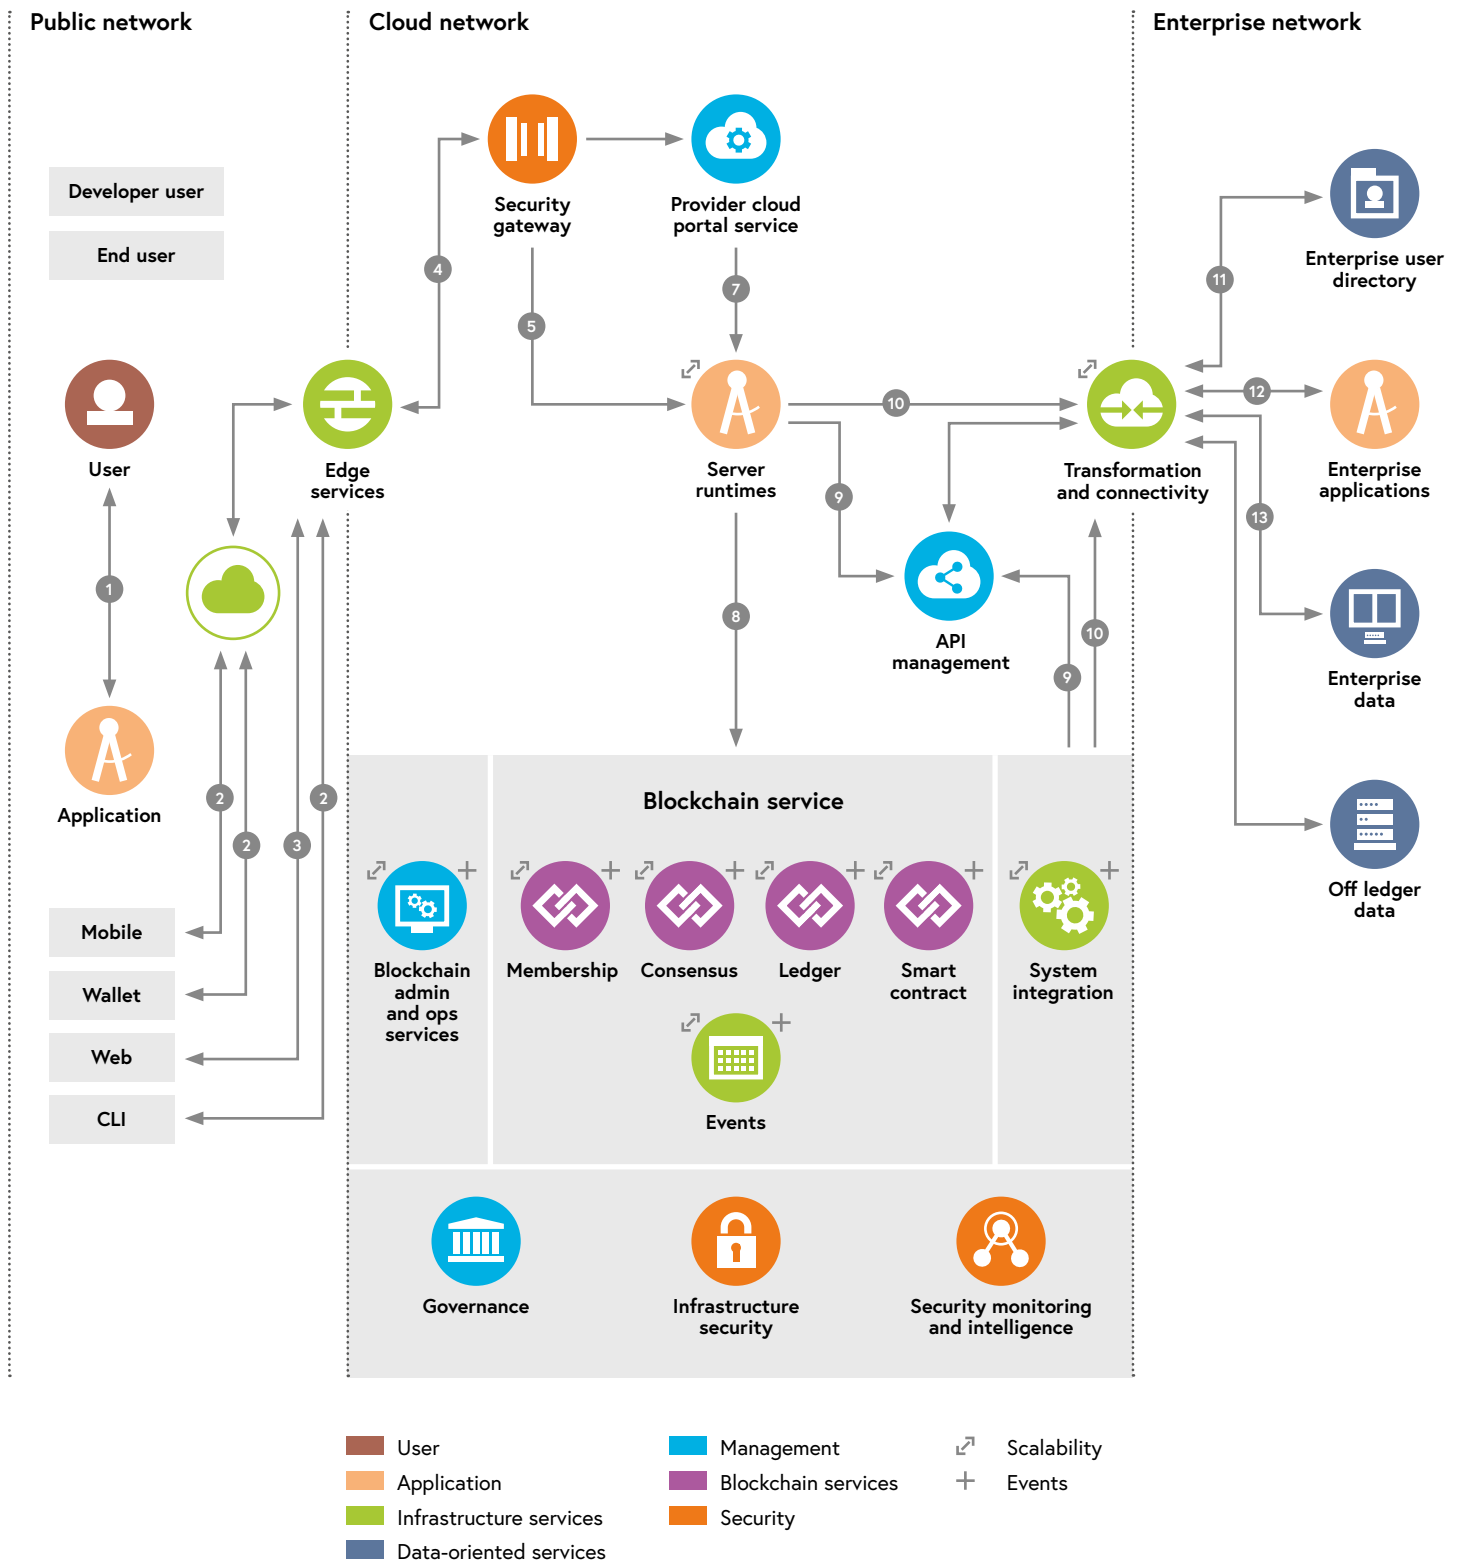 Public network
Cloud network
Enterprise network
Developer user
End user
Security
gateway
Provider cloud
portal service
Enterprise user
directory
4
5
7
11
User
Edge
services
Server
runtimes
10
Transformation
and connectivity
12
Enterprise
applications
13
1
9
8
API
management
10
9
Enterprise
data
Application
2
2
3
2
Off ledger
data
Mobile
Wallet
Web
CLI
Blockchain service
Blockchain
admin
and ops
services
Membership
Consensus
Ledger
Smart
contract
System
integration
Events
Governance
Infrastructure
security
Security monitoring
and intelligence
User
Application
Infrastructure services
Data-oriented services
Management
Blockchain services
Security
Scalability
Events